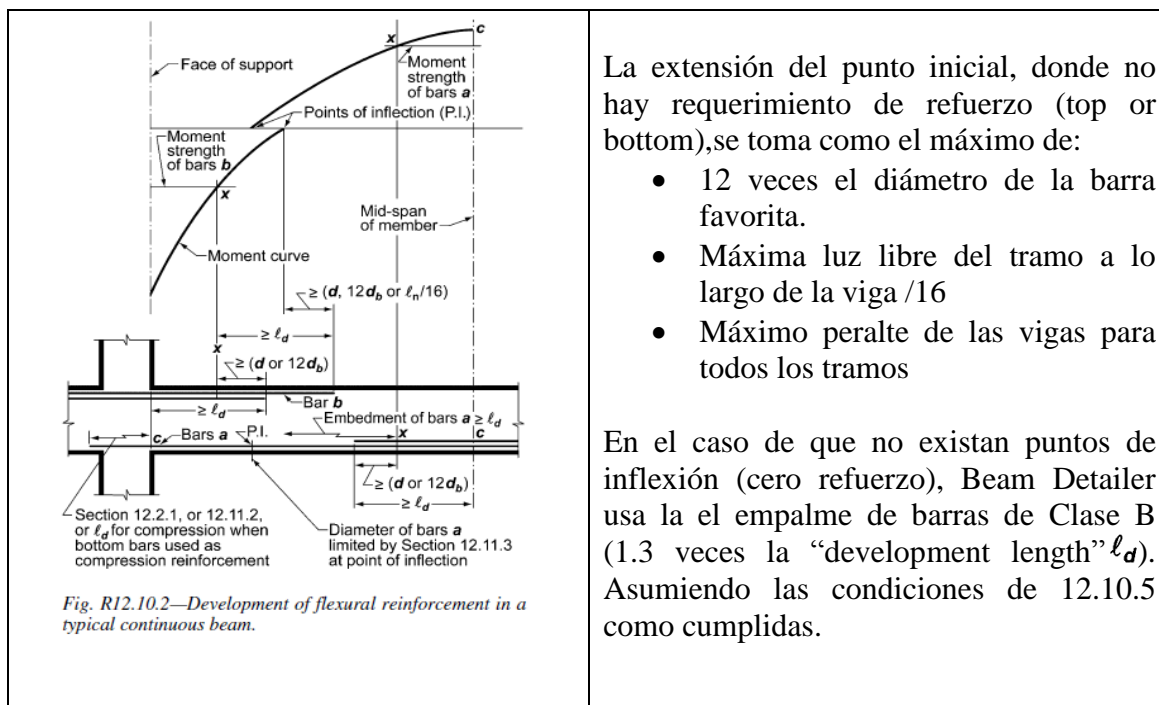 Face of support
x
c
Moment
strength
of bars a
Points of inflection (P.I.)
Moment
strength
of bars b
x
Mid-span
of member
Moment curve
≥ (d, 12db or ℓn/16)
≥ ℓd
x
≥ (d or 12db)
Bar b
≥ ℓd
Embedment of bars a ≥ ℓd
c
Bars a
P.I.
x
c
≥ (d or 12db)
≥ ℓd
Section 12.2.1, or 12.11.2,
or ℓd for compression when
bottom bars used as
compression reinforcement
Diameter of bars a
limited by Section 12.11.3
at point of inflection
Fig. R12.10.2—Development of flexural reinforcement in a
typical continuous beam.
La extensión del punto inicial, donde no
hay requerimiento de refuerzo (top or
bottom),se toma como el máximo de:
• 12 veces el diámetro de la barra
favorita.
• Máxima luz libre del tramo a lo
largo de la viga /16
• Máximo peralte de las vigas para
todos los tramos
En el caso de que no existan puntos de
inflexión (cero refuerzo), Beam Detailer
usa la el empalme de barras de Clase B
(1.3 veces la “development length” ℓd).
Asumiendo las condiciones de 12.10.5
como cumplidas.